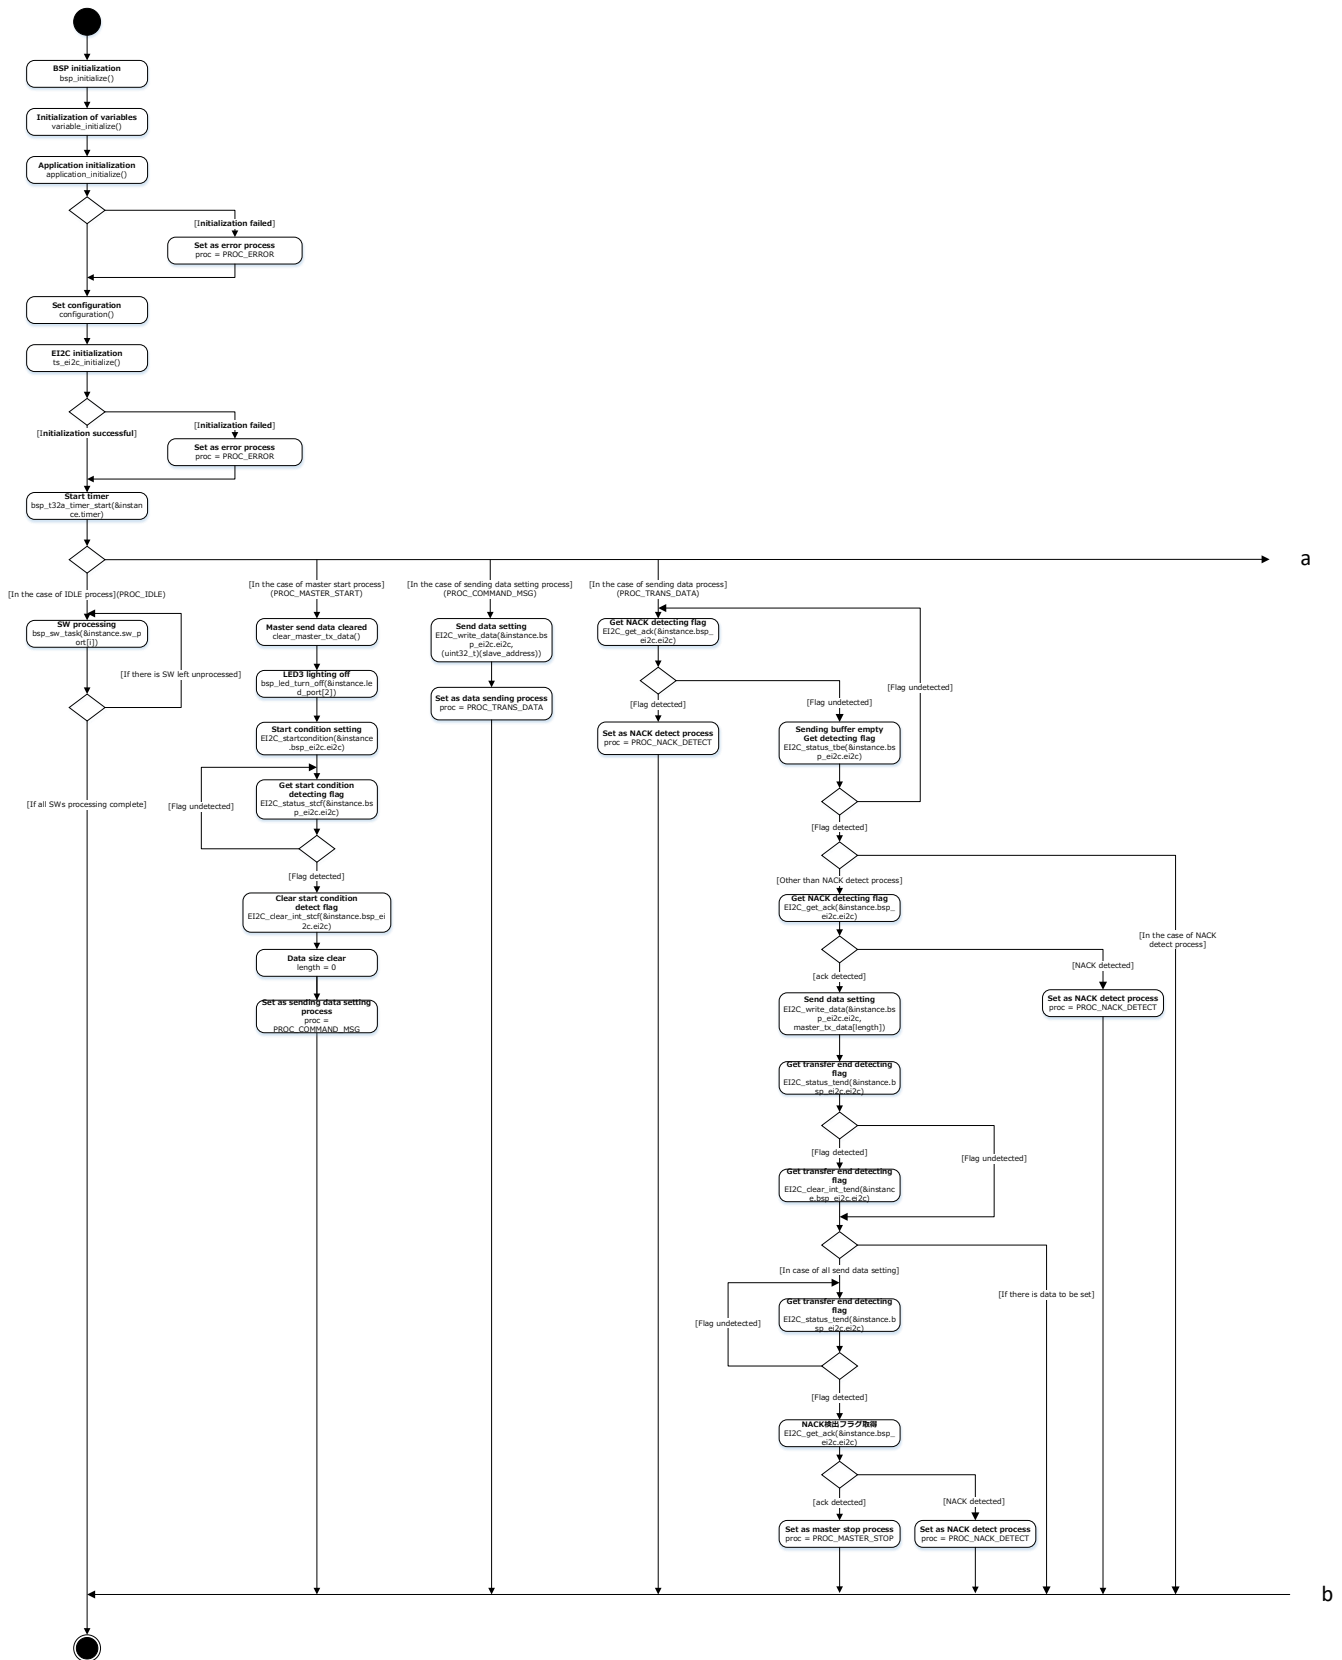 BSP initialization
bsp_initialize()
Initialization of variables
variable_initialize()
Application initialization
application_initialize()
[Initialization failed]
Set as error process
proc = PROC_ERROR
Set configuration
configuration()
EI2C initialization
ts_ei2c_initialize()
[Initialization failed]
[Initialization successful]
Set as error process
proc = PROC_ERROR
Start timer
bsp_t32a_timer_start(&instan
ce.timer)
a
[In the case of IDLE process](PROC_IDLE)
SW processing
bsp_sw_task(&instance.sw_p
ort[i])
[If there is SW left unprocessed]
[If all SWs processing complete]
[In the case of master start process]
(PROC_MASTER_START)
Master send data cleared
clear_master_tx_data()
LED3 lighting off
bsp_led_turn_off(&instance.le
d_port[2])
Start condition setting
EI2C_startcondition(&instance
.bsp_ei2c.ei2c)
Get start condition
detecting flag
EI2C_status_stcf(&instance.bs
p_ei2c.ei2c)
[Flag undetected]
[Flag detected]
Clear start condition
detect flag
EI2C_clear_int_stcf(&instance.bsp_ei
2c.ei2c)
Data size clear
length = 0
Set as sending data setting
process
proc =
PROC_COMMAND_MSG
[In the case of sending data setting process]
(PROC_COMMAND_MSG)
Send data setting
EI2C_write_data(&instance.bs
p_ei2c.ei2c,
(uint32_t)(slave_address))
Set as data sending process
proc = PROC_TRANS_DATA
[In the case of sending data process]
(PROC_TRANS_DATA)
Get NACK detecting flag
EI2C_get_ack(&instance.bsp_
ei2c.ei2c)
[Flag detected]
Set as NACK detect process
proc = PROC_NACK_DETECT
[Flag undetected]
Sending buffer empty
Get detecting flag
EI2C_status_tbe(&instance.bs
p_ei2c.ei2c)
[Flag undetected]
[Flag detected]
[Other than NACK detect process]
[In the case of NACK
detect process]
Get NACK detecting flag
EI2C_get_ack(&instance.bsp_
ei2c.ei2c)
[NACK detected]
Set as NACK detect process
proc = PROC_NACK_DETECT
[ack detected]
Send data setting
EI2C_write_data(&instance.bs
p_ei2c.ei2c,
master_tx_data[length])
Get transfer end detecting
flag
EI2C_status_tend(&instance.b
sp_ei2c.ei2c)
[Flag detected]
[Flag undetected]
Get transfer end detecting
flag
EI2C_clear_int_tend(&instanc
e.bsp_ei2c.ei2c)
[In case of all send data setting]
[If there is data to be set]
Get transfer end detecting
flag
EI2C_status_tend(&instance.b
sp_ei2c.ei2c)
[Flag undetected]
[Flag detected]
NACK検出フラグ取得
EI2C_get_ack(&instance.bsp_
ei2c.ei2c)
[ack detected]
[NACK detected]
Set as master stop process
proc = PROC_MASTER_STOP
Set as NACK detect process
proc = PROC_NACK_DETECT
b